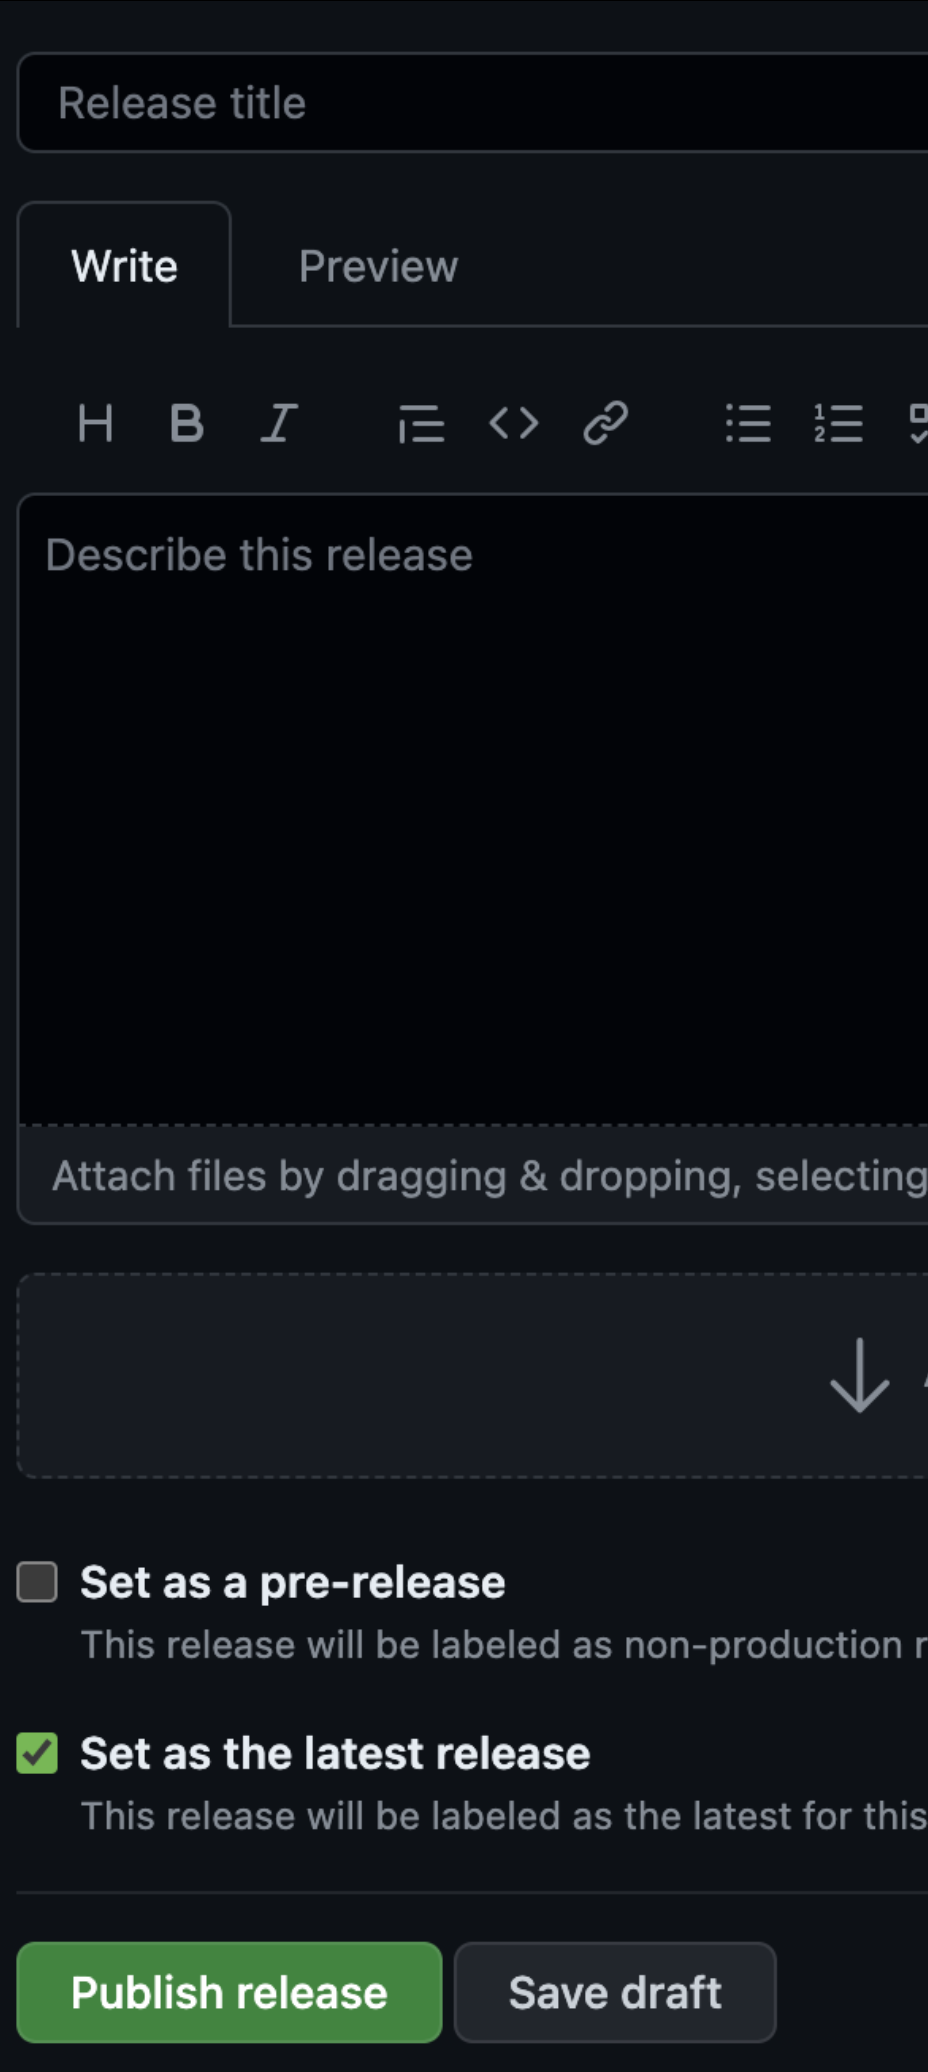 Release title
Write Preview
H B I
Describe this release
Attach files by dragging & dropping, selecting
Set as a pre-release
This release will be labeled as non-production
Set as the latest release
This release will be labeled as the latest for this
Publish release Save draft